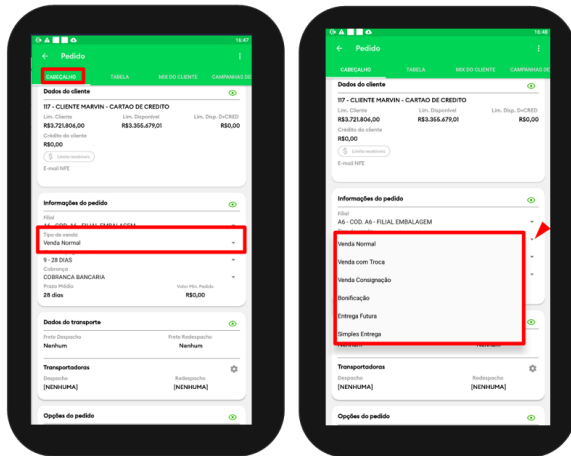 16:47
← Pedido
CABEÇALHO TABELA MIX DO CLIENTE CAMPANHAS DE
Dados do cliente
117 - CLIENTE MARVIN - CARTAO DE CREDITO
Lim. Cliente Lim. Disponível Lim. Disp. D+CRED
R$3.721.806,00 R$3.355.679,01 R$0,00
Crédito do cliente
R$0,00
E-mail NFE
Informações do pedido
Filial
A6 - COD. A6 - FILIAL EMBALAGEM
Tipo de venda
Venda Normal
9 - 28 DIAS
Cobrança
COBRANCA BANCARIA
Prazo Médio Valor Min. Pedido
28 dias R$0,00
Dados do transporte
Frete Despacho Frete Redespacho
Nenhum Nenhum
Transportadoras
Despacho Redespacho
[NENHUMA] [NENHUMA]
Opções do pedido
16:48
← Pedido
CABEÇALHO TABELA MIX DO CLIENTE CAMPANHAS DE
Dados do cliente
117 - CLIENTE MARVIN - CARTAO DE CREDITO
Lim. Cliente Lim. Disponível Lim. Disp. D+CRED
R$3.721.806,00 R$3.355.679,01 R$0,00
Crédito do cliente
R$0,00
E-mail NFE
Informações do pedido
Filial
A6 - COD. A6 - FILIAL EMBALAGEM
Venda Normal
Venda com Troca
Venda Consignação
Bonificação
Entrega Futura
Simples Entrega
Nenhum Nenhum
Transportadoras
Despacho Redespacho
[NENHUMA] [NENHUMA]
Opções do pedido